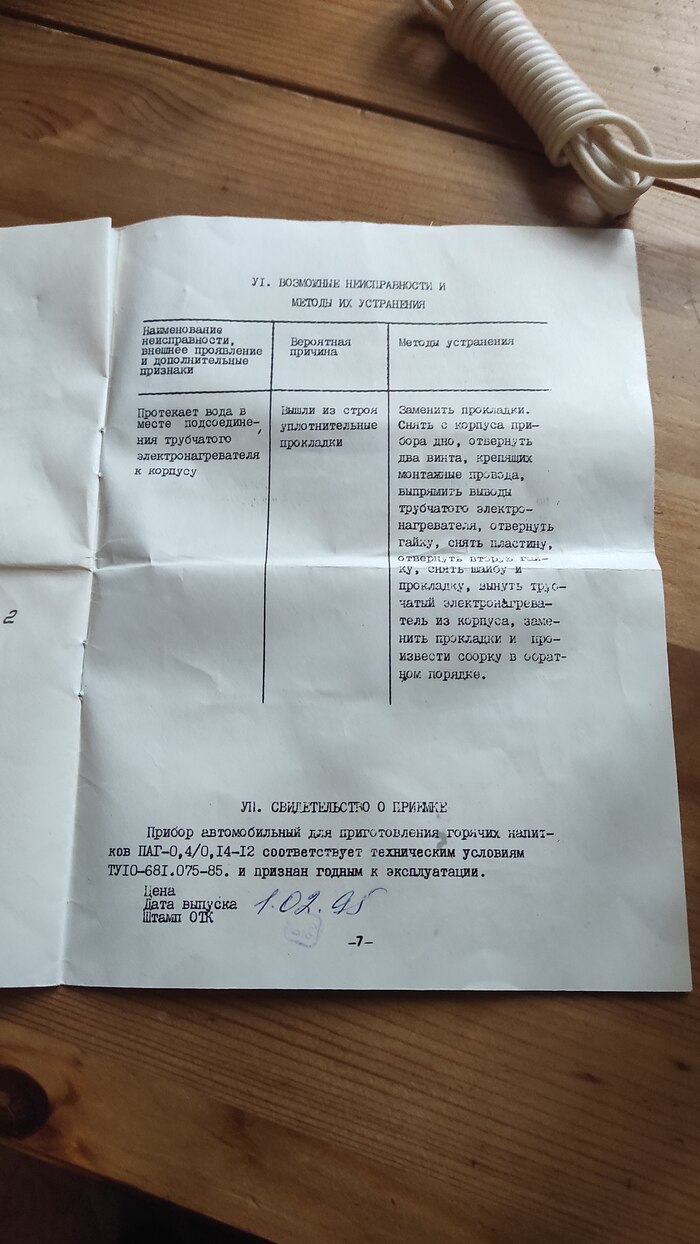 УІ. ВОЗМОЖНЫЕ НЕИСПРАВНОСТИ И
МЕТОДЫ ИХ УСТРАНЕНИЯ
Наименование
неисправности,
внешнее проявление
и дополнительные
признаки
Вероятная
причина
Методы устранения
Протекает вода в
месте подсоедине-
ния трубчатого
электронагревателя
к корпусу
Вышли из строя
уплотнительные
прокладки
Заменить прокладки.
Снять с корпуса при-
бора дно, отвернуть
два винта, крепящих
монтажные провода,
выпрямить выводы
трубчатого электро-
нагревателя, отвернуть
гайку, снять пластину,
отвернуть вторую гай-
ку, снять шайбу и
прокладку, вынуть труб-
чатый электронагрева-
тель из корпуса, заме-
нить прокладки и про-
извести сборку в обрат-
ном порядке.
2
УІІ. СВИДЕТЕЛЬСТВО О ПРИЕМКЕ
Прибор автомобильный для приготовления горячих напит-
ков ПАГ-0,4/0,14-12 соответствует техническим условиям
ТУ10-681.075-85. и признан годным к эксплуатации.
Цена
Дата выпуска 1.02.95
Штамп ОТК
-7-